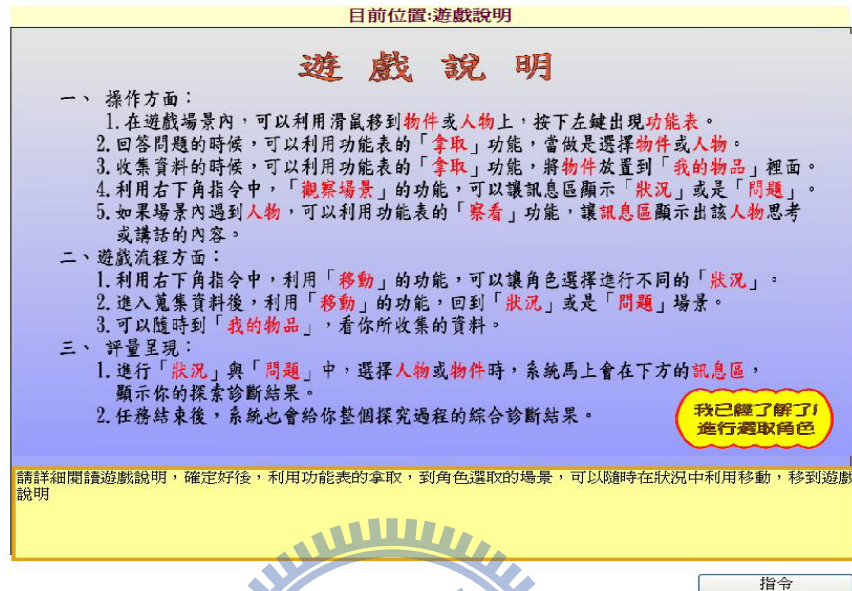 目前位置:遊戲說明
遊戲說明
一、 操作方面：
1.在遊戲場景內，可以利用滑鼠移到物件或人物上，按下左鍵出現功能表。
2.回答問題的時候，可以利用功能表的「拿取」功能，當做是選擇物件或人物。
3.收集資料的時候，可以利用功能表的「拿取」功能，將物件放置到「我的物品」裡面。
4.利用右下角指令中，「觀察場景」的功能，可以讓訊息區顯示「狀況」或是「問題」。
5.如果場景內遇到人物，可以利用功能表的「察看」功能，讓訊息區顯示出該人物思考
或講話的內容。
二、遊戲流程方面：
1.利用右下角指令中，利用「移動」的功能，可以讓角色選擇進行不同的「狀況」。
2.進入蒐集資料後，利用「移動」的功能，回到「狀況」或是「問題」場景。
3.可以隨時到「我的物品」，看你所收集的資料。
三、 評量呈現：
1.進行「狀況」與「問題」中，選擇人物或物件時，系統馬上會在下方的訊息區，
顯示你的探索診斷結果。
2.任務結束後，系統也會給你整個探究過程的綜合診斷結果。
我已經了解了!
進行選取角色
請詳細閱讀遊戲說明，確定好後，利用功能表的拿取，到角色選取的場景，可以隨時在狀況中利用移動，移到遊戲
說明
指令